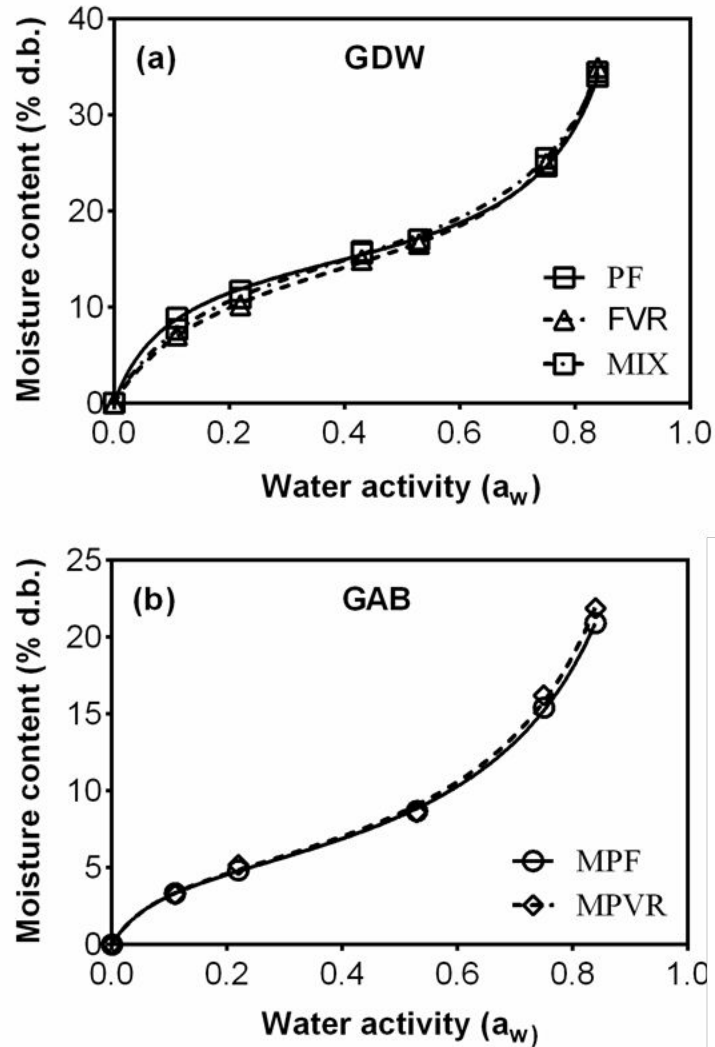 40
(a) GDW
30
20
10
0
Moisture content (% d.b.)
PF
FVR
MIX
0.0 0.2 0.4 0.6 0.8 1.0
Water activity (a_w)
25
(b) GAB
20
15
10
5
0
Moisture content (% d.b.)
MPF
MPVR
0.0 0.2 0.4 0.6 0.8 1.0
Water activity (a_w)